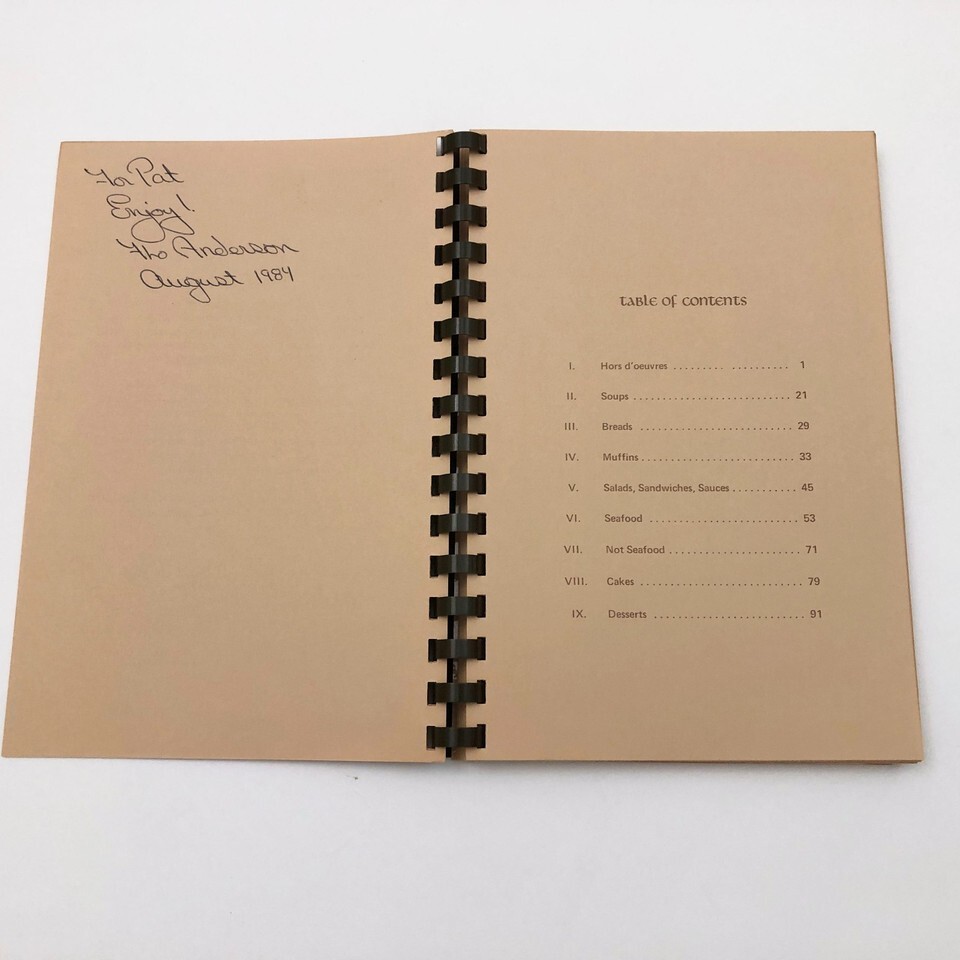 For Pat
Enjoy!
Flo Anderson
August 1984
table of contents
I. Hors d'oeuvres ......... .......... 1
II. Soups .......................... 21
III. Breads ......................... 29
IV. Muffins ......................... 33
V. Salads, Sandwiches, Sauces ........... 45
VI. Seafood ......................... 53
VII. Not Seafood ...................... 71
VIII. Cakes ........................... 79
IX. Desserts ......................... 91